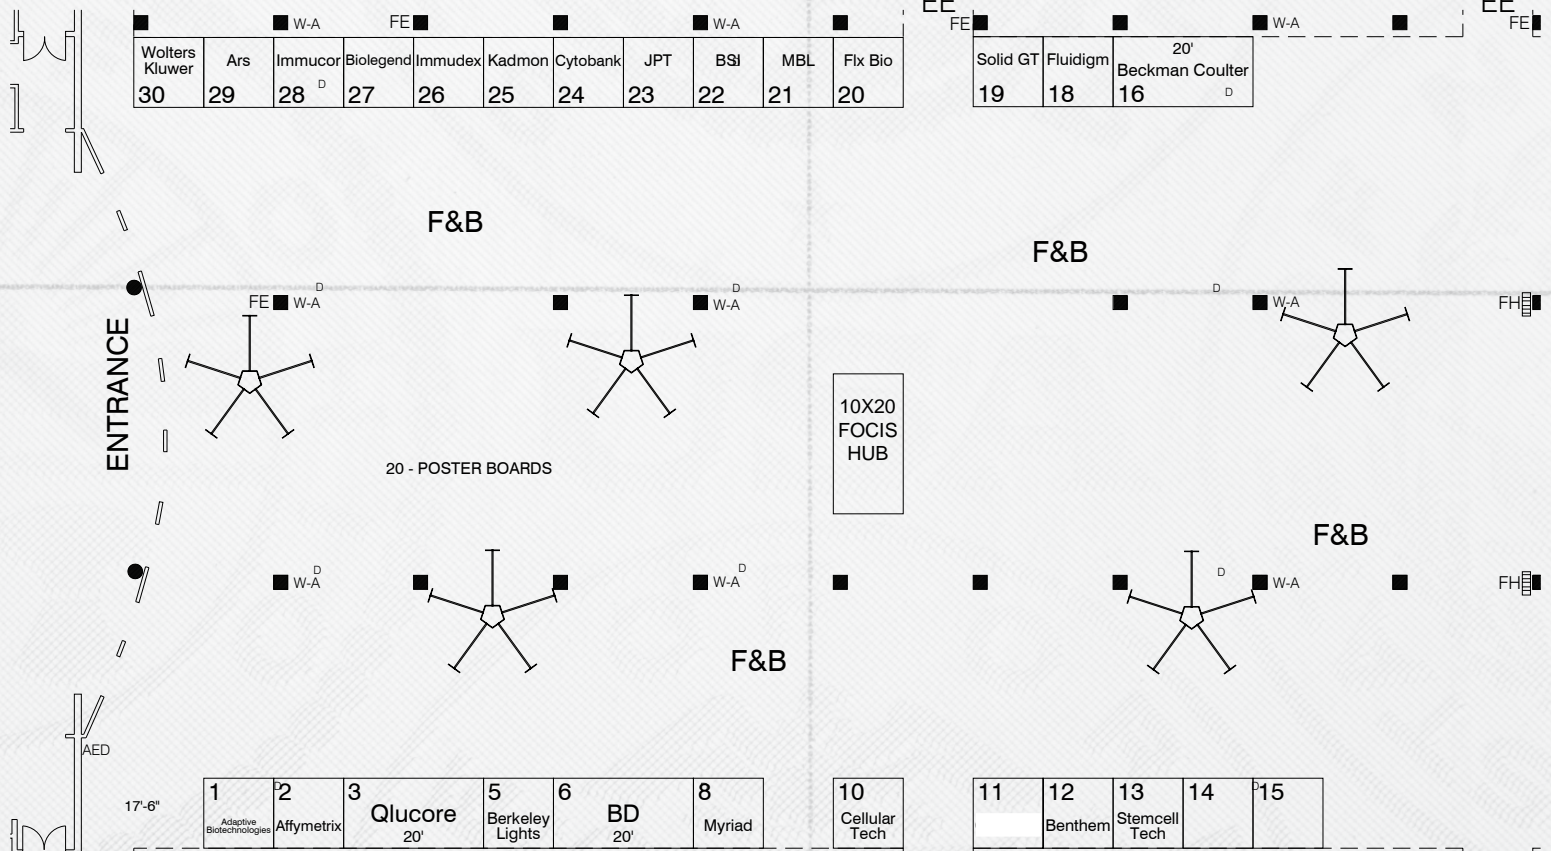 EE
EE
W-A
FE
W-A
FE
W-A
FE
Wolters
Kluwer
30
Ars
29
Immucor
D
28
Biolegend
27
Immudex
26
Kadmon
25
Cytobank
24
JPT
23
BSI
22
MBL
21
Flx Bio
20
Solid GT
19
Fluidigm
18
20'
Beckman Coulter
16
D
F&B
F&B
D
FE
W-A
D
W-A
D
W-A
FH
ENTRANCE
10X20
FOCIS
HUB
20 - POSTER BOARDS
F&B
D
W-A
D
W-A
D
W-A
FH
F&B
AED
17'-6"
1
Adaptive
Biotechnologies
D
2
Affymetrix
3
Qlucore
20'
5
Berkeley
Lights
6
BD
20'
8
Myriad
10
Cellular
Tech
11
12
Benthem
13
Stemcell
Tech
14
D
15